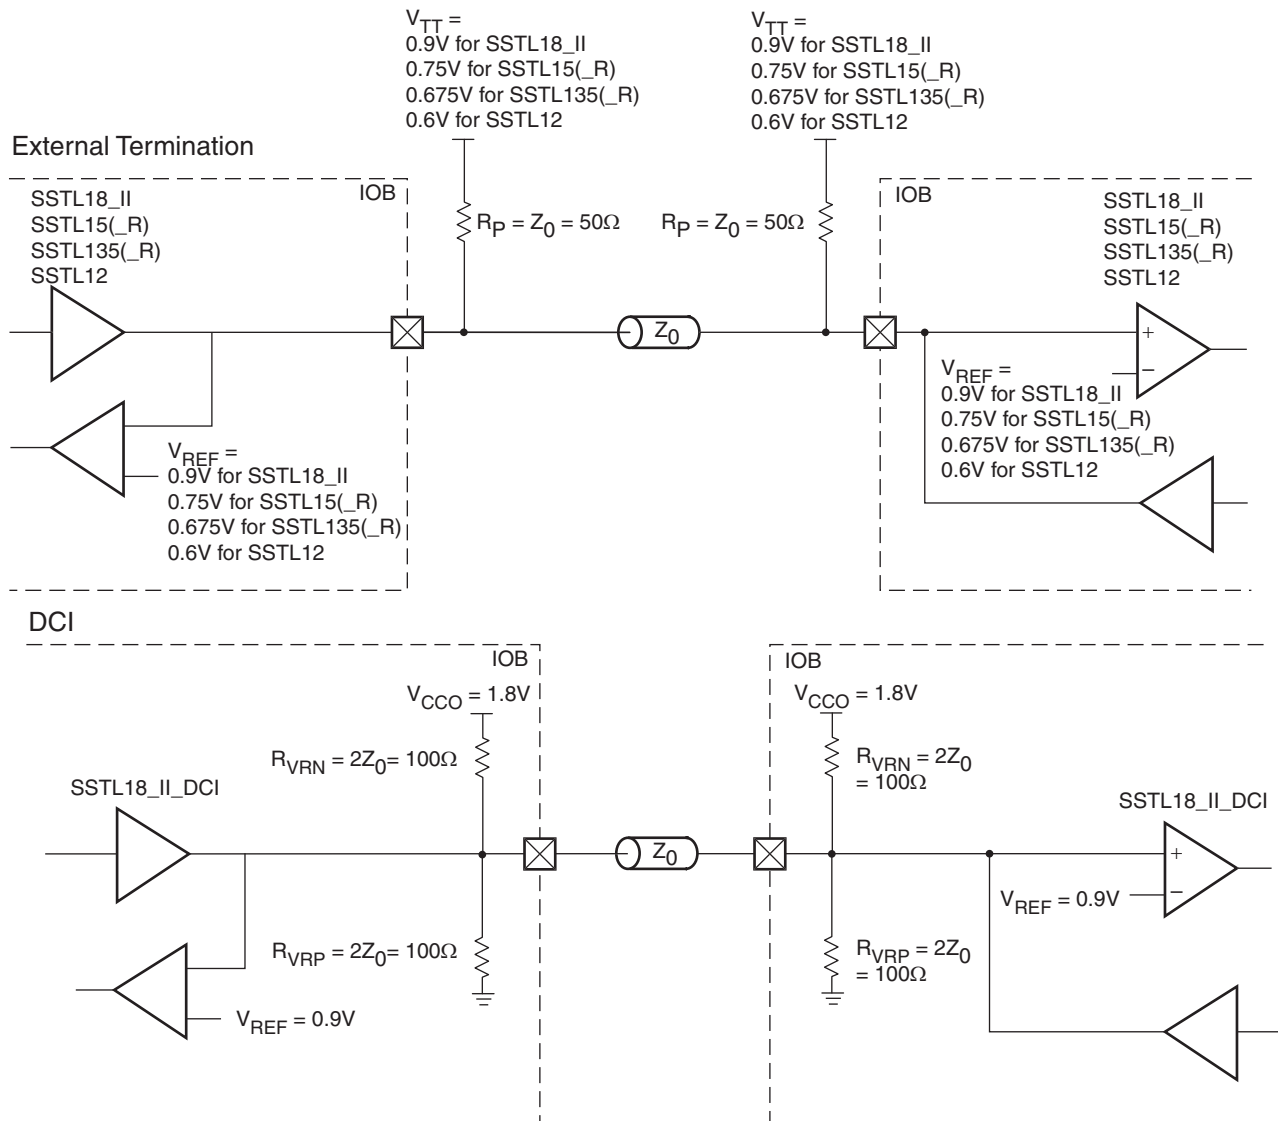 V_TT =
0.9V for SSTL18_II
0.75V for SSTL15(_R)
0.675V for SSTL135(_R)
0.6V for SSTL12
V_TT =
0.9V for SSTL18_II
0.75V for SSTL15(_R)
0.675V for SSTL135(_R)
0.6V for SSTL12
External Termination
IOB
SSTL18_II
SSTL15(_R)
SSTL135(_R)
SSTL12
R_P = Z_0 = 50Ω
R_P = Z_0 = 50Ω
IOB
SSTL18_II
SSTL15(_R)
SSTL135(_R)
SSTL12
Z_0
+
−
V_REF =
0.9V for SSTL18_II
0.75V for SSTL15(_R)
0.675V for SSTL135(_R)
0.6V for SSTL12
V_REF =
0.9V for SSTL18_II
0.75V for SSTL15(_R)
0.675V for SSTL135(_R)
0.6V for SSTL12
DCI
IOB
V_CCO = 1.8V
R_VRN = 2Z_0= 100Ω
SSTL18_II_DCI
R_VRP = 2Z_0= 100Ω
V_REF = 0.9V
Z_0
IOB
V_CCO = 1.8V
R_VRN = 2Z_0
= 100Ω
SSTL18_II_DCI
+
−
V_REF = 0.9V
R_VRP = 2Z_0
= 100Ω